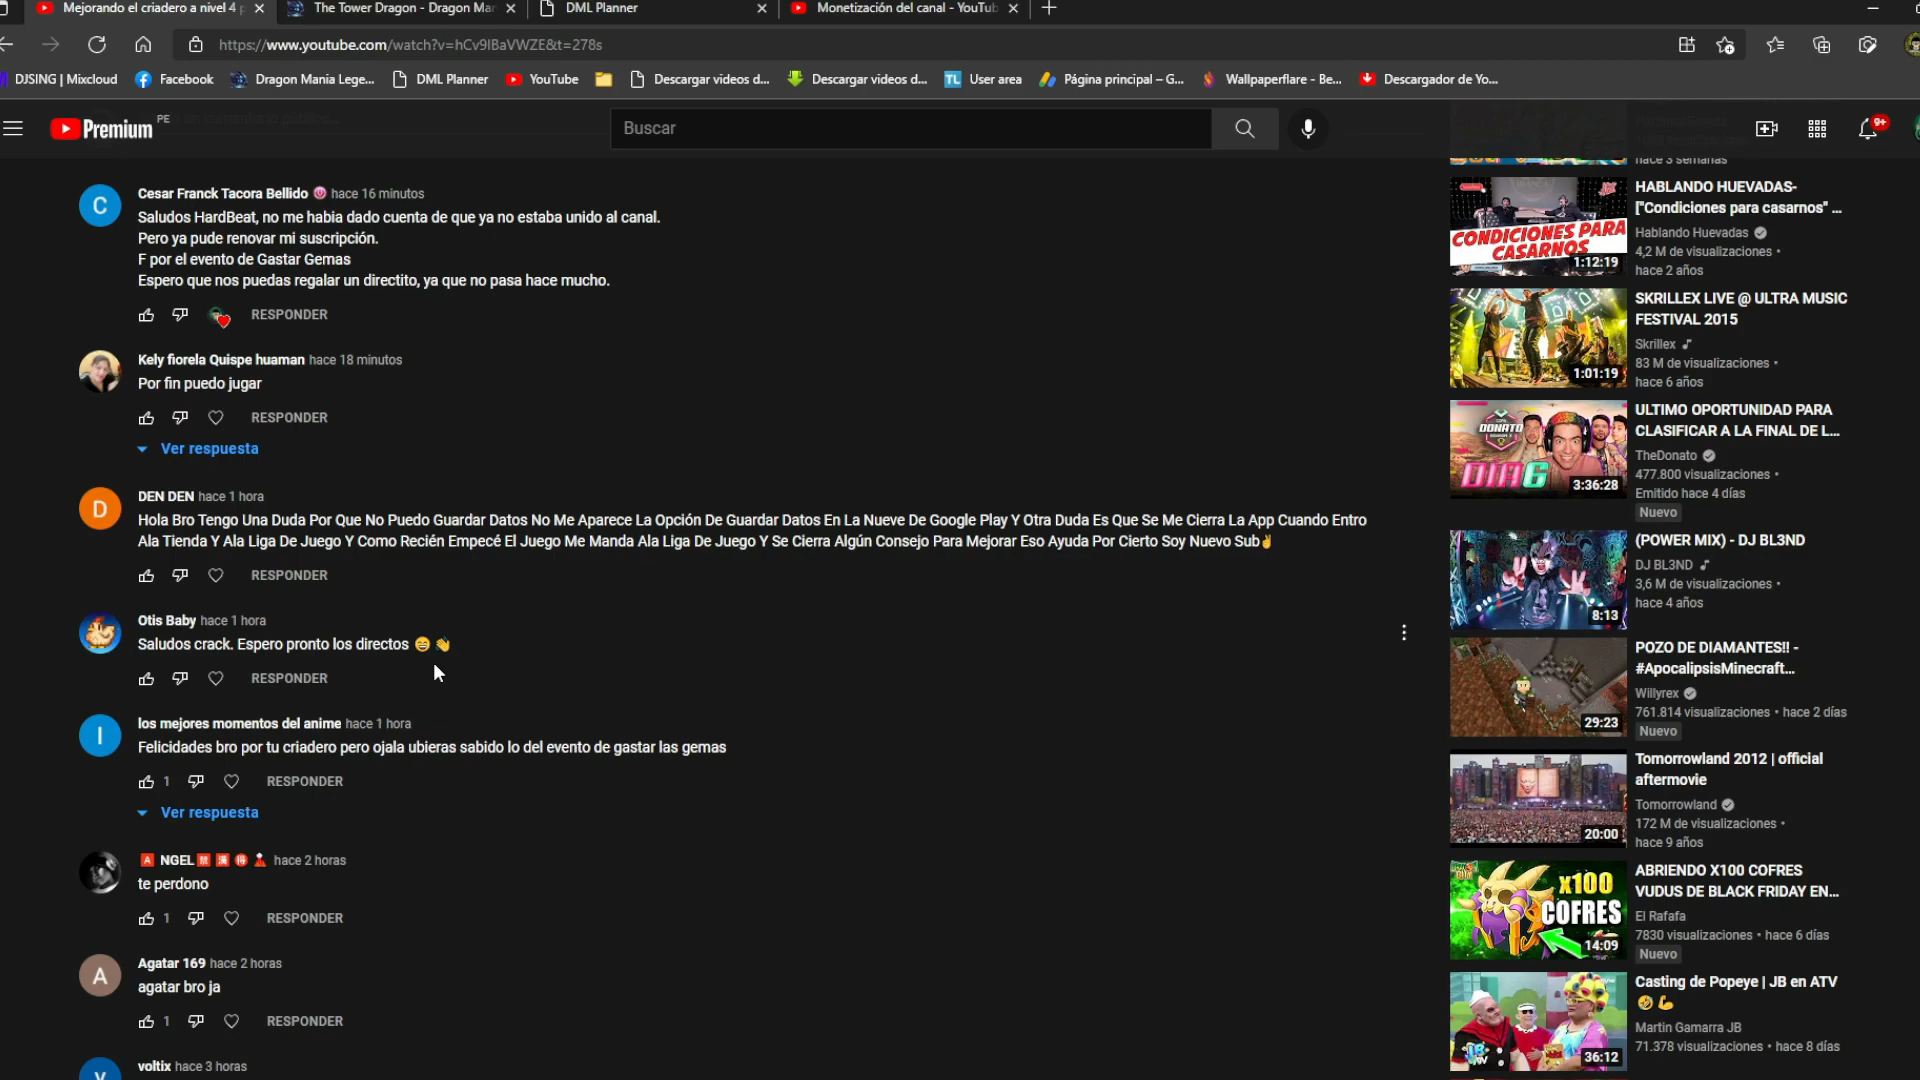 Mejorando el criadero a nivel 4 p
The Tower Dragon - Dragon Man
DML Planner
Monetización del canal - YouTub
https://www.youtube.com/watch?v=hCv9IBaVWZE&t=278s
DJSING | Mixcloud
Facebook
Dragon Mania Lege...
DML Planner
YouTube
Descargar videos d...
Descargar videos d...
TL
User area
Página principal – G...
Wallpaperflare - Be...
Descargador de Yo...
Premium PE
Buscar
9+
C
Cesar Franck Tacora Bellido hace 16 minutos
Saludos HardBeat, no me habia dado cuenta de que ya no estaba unido al canal.
Pero ya pude renovar mi suscripción.
F por el evento de Gastar Gemas
Espero que nos puedas regalar un directito, ya que no pasa hace mucho.
RESPONDER
Kely fiorela Quispe huaman hace 18 minutos
Por fin puedo jugar
RESPONDER
Ver respuesta
D
DEN DEN hace 1 hora
Hola Bro Tengo Una Duda Por Que No Puedo Guardar Datos No Me Aparece La Opción De Guardar Datos En La Nueve De Google Play Y Otra Duda Es Que Se Me Cierra La App Cuando Entro
Ala Tienda Y Ala Liga De Juego Y Como Recién Empecé El Juego Me Manda Ala Liga De Juego Y Se Cierra Algún Consejo Para Mejorar Eso Ayuda Por Cierto Soy Nuevo Sub✌
RESPONDER
Otis Baby hace 1 hora
Saludos crack. Espero pronto los directos 😄 👏
RESPONDER
l
los mejores momentos del anime hace 1 hora
Felicidades bro por tu criadero pero ojala ubieras sabido lo del evento de gastar las gemas
1 RESPONDER
Ver respuesta
🅰 NGEL hace 2 horas
te perdono
1 RESPONDER
A
Agatar 169 hace 2 horas
agatar bro ja
1 RESPONDER
voltix hace 3 horas
hace 3 semanas
CONDICIONES PARA
CASARNOS
1:12:19
HABLANDO HUEVADAS-
["Condiciones para casarnos" ...
Hablando Huevadas
4,2 M de visualizaciones •
hace 2 años
1:01:19
SKRILLEX LIVE @ ULTRA MUSIC
FESTIVAL 2015
Skrillex
83 M de visualizaciones •
hace 6 años
DONATO
DIA6
3:36:28
ULTIMO OPORTUNIDAD PARA
CLASIFICAR A LA FINAL DE L...
TheDonato
477.800 visualizaciones •
Emitido hace 4 días
Nuevo
8:13
(POWER MIX) - DJ BL3ND
DJ BL3ND
3,6 M de visualizaciones •
hace 4 años
29:23
POZO DE DIAMANTES!! -
#ApocalipsisMinecraft...
Willyrex
761.814 visualizaciones • hace 2 días
Nuevo
20:00
Tomorrowland 2012 | official
aftermovie
Tomorrowland
172 M de visualizaciones •
hace 9 años
x100
COFRES
14:09
ABRIENDO X100 COFRES
VUDUS DE BLACK FRIDAY EN...
El Rafafa
7830 visualizaciones • hace 6 días
Nuevo
36:12
Casting de Popeye | JB en ATV
🤣 💪
Martin Gamarra JB
71.378 visualizaciones • hace 8 días